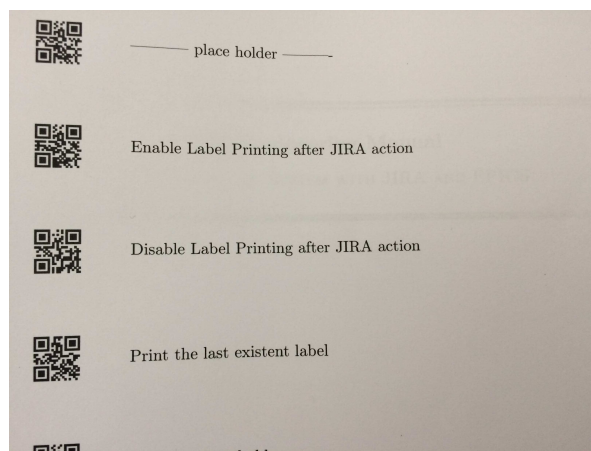 place holder
Enable Label Printing after JIRA action
Disable Label Printing after JIRA action
Print the last existent label